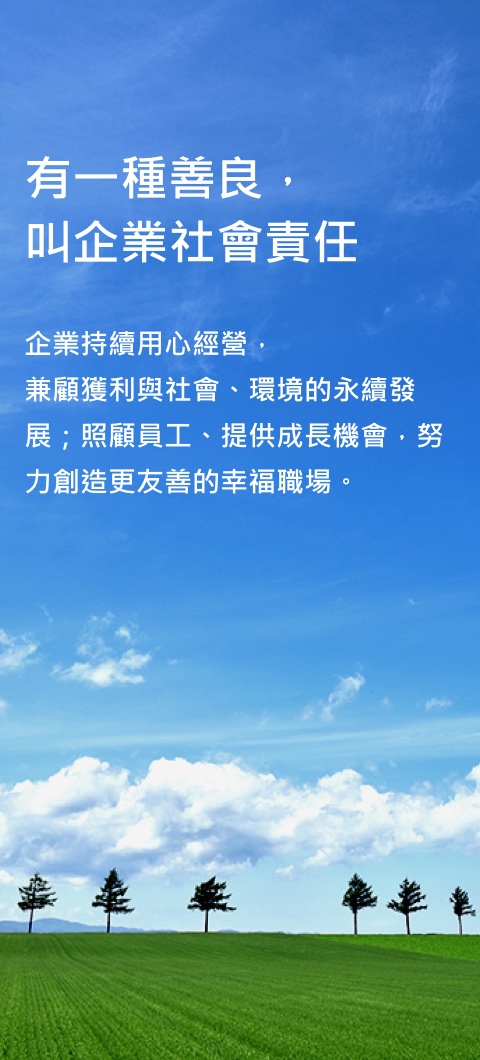 有一種善良，
叫企業社會責任
企業持續用心經營，
兼顧獲利與社會、環境的永續發
展；照顧員工、提供成長機會，努
力創造更友善的幸福職場。